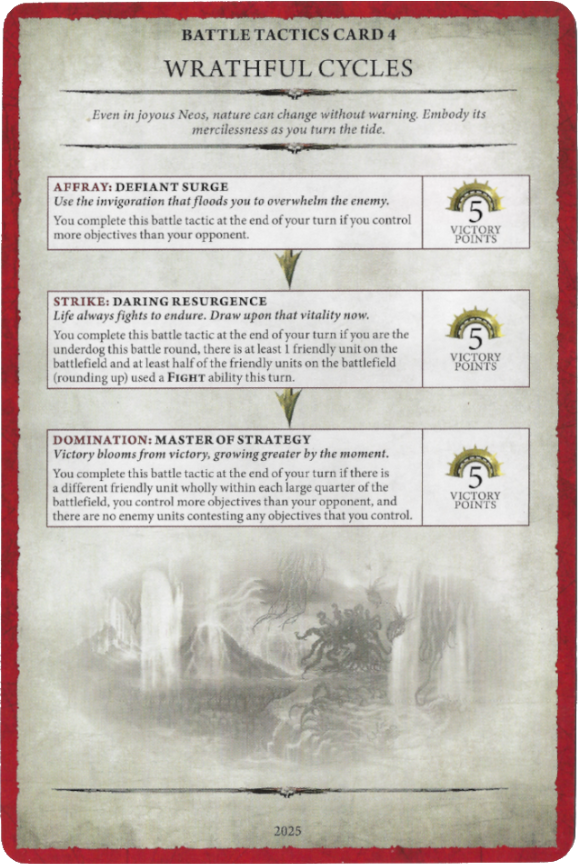 BATTLE TACTICS CARD 4
WRATHFUL CYCLES
Even in joyous Neos, nature can change without warning. Embody its
mercilessness as you turn the tide.
AFFRAY: DEFIANT SURGE
Use the invigoration that floods you to overwhelm the enemy.
You complete this battle tactic at the end of your turn if you control
more objectives than your opponent.
5
VICTORY
POINTS
STRIKE: DARING RESURGENCE
Life always fights to endure. Draw upon that vitality now.
You complete this battle tactic at the end of your turn if you are the
underdog this battle round, there is at least 1 friendly unit on the
battlefield and at least half of the friendly units on the battlefield
(rounding up) used a FIGHT ability this turn.
5
VICTORY
POINTS
DOMINATION: MASTER OF STRATEGY
Victory blooms from victory, growing greater by the moment.
You complete this battle tactic at the end of your turn if there is
a different friendly unit wholly within each large quarter of the
battlefield, you control more objectives than your opponent, and
there are no enemy units contesting any objectives that you control.
5
VICTORY
POINTS
2025